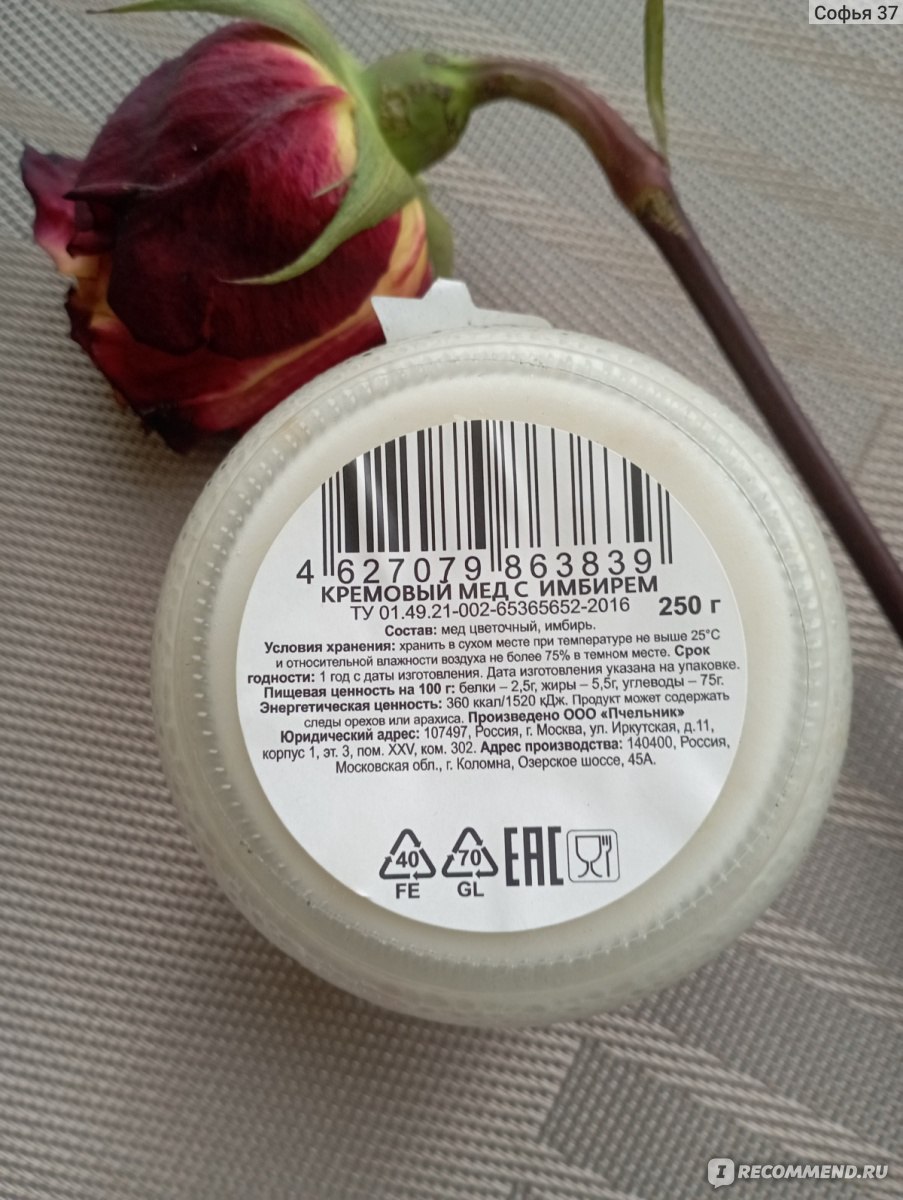 Софья 37
4 627079 863839
КРЕМОВЫЙ МЕД С ИМБИРЕМ
ТУ 01.49.21-002-65365652-2016 250 г
Состав: мед цветочный, имбирь.
Условия хранения: хранить в сухом месте при температуре не выше 25°С
и относительной влажности воздуха не более 75% в темном месте. Срок
годности: 1 год с даты изготовления. Дата изготовления указана на упаковке.
Пищевая ценность на 100 г: белки – 2,5г, жиры – 5,5г, углеводы – 75г.
Энергетическая ценность: 360 ккал/1520 кДж. Продукт может содержать
следы орехов или арахиса. Произведено ООО «Пчельник»
Юридический адрес: 107497, Россия, г. Москва, ул. Иркутская, д.11,
корпус 1, эт. 3, пом. XXV, ком. 302. Адрес производства: 140400, Россия,
Московская обл., г. Коломна, Озерское шоссе, 45А.
40 70 ЕАС
FE GL
IRECOMMEND.RU